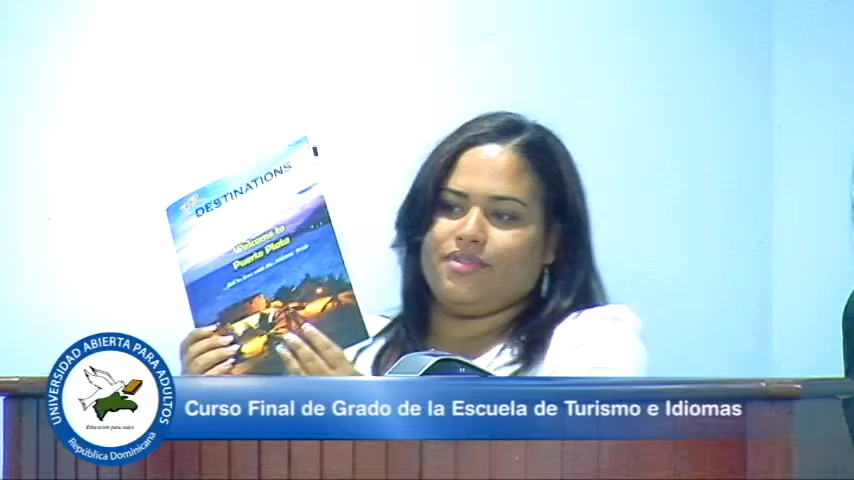 DESTINATIONS
Welcome to
Puerto Plata
UNIVERSIDAD ABIERTA PARA ADULTOS
Educación para todos
República Dominicana
Curso Final de Grado de la Escuela de Turismo e Idiomas